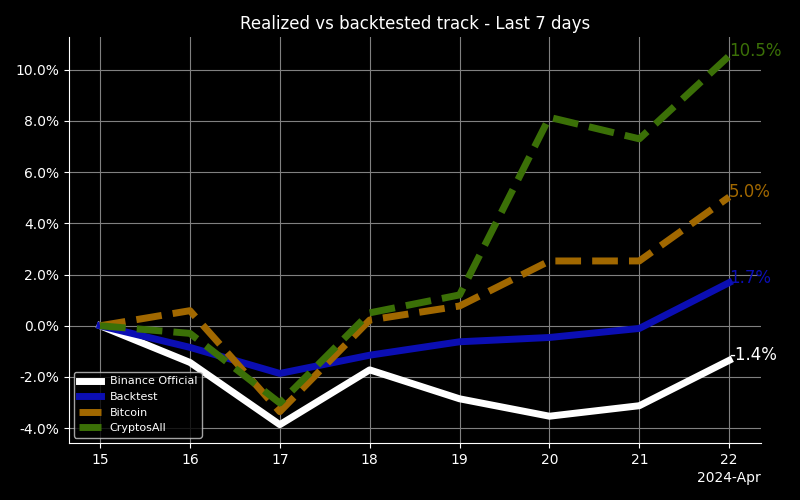 Realized vs backtested track - Last 7 days
10.5%
10.0%
8.0%
6.0%
5.0%
4.0%
2.0%
1.7%
0.0%
-1.4%
-2.0%
-4.0%
Binance Official
Backtest
Bitcoin
CryptosAll
15 16 17 18 19 20 21 22
2024-Apr